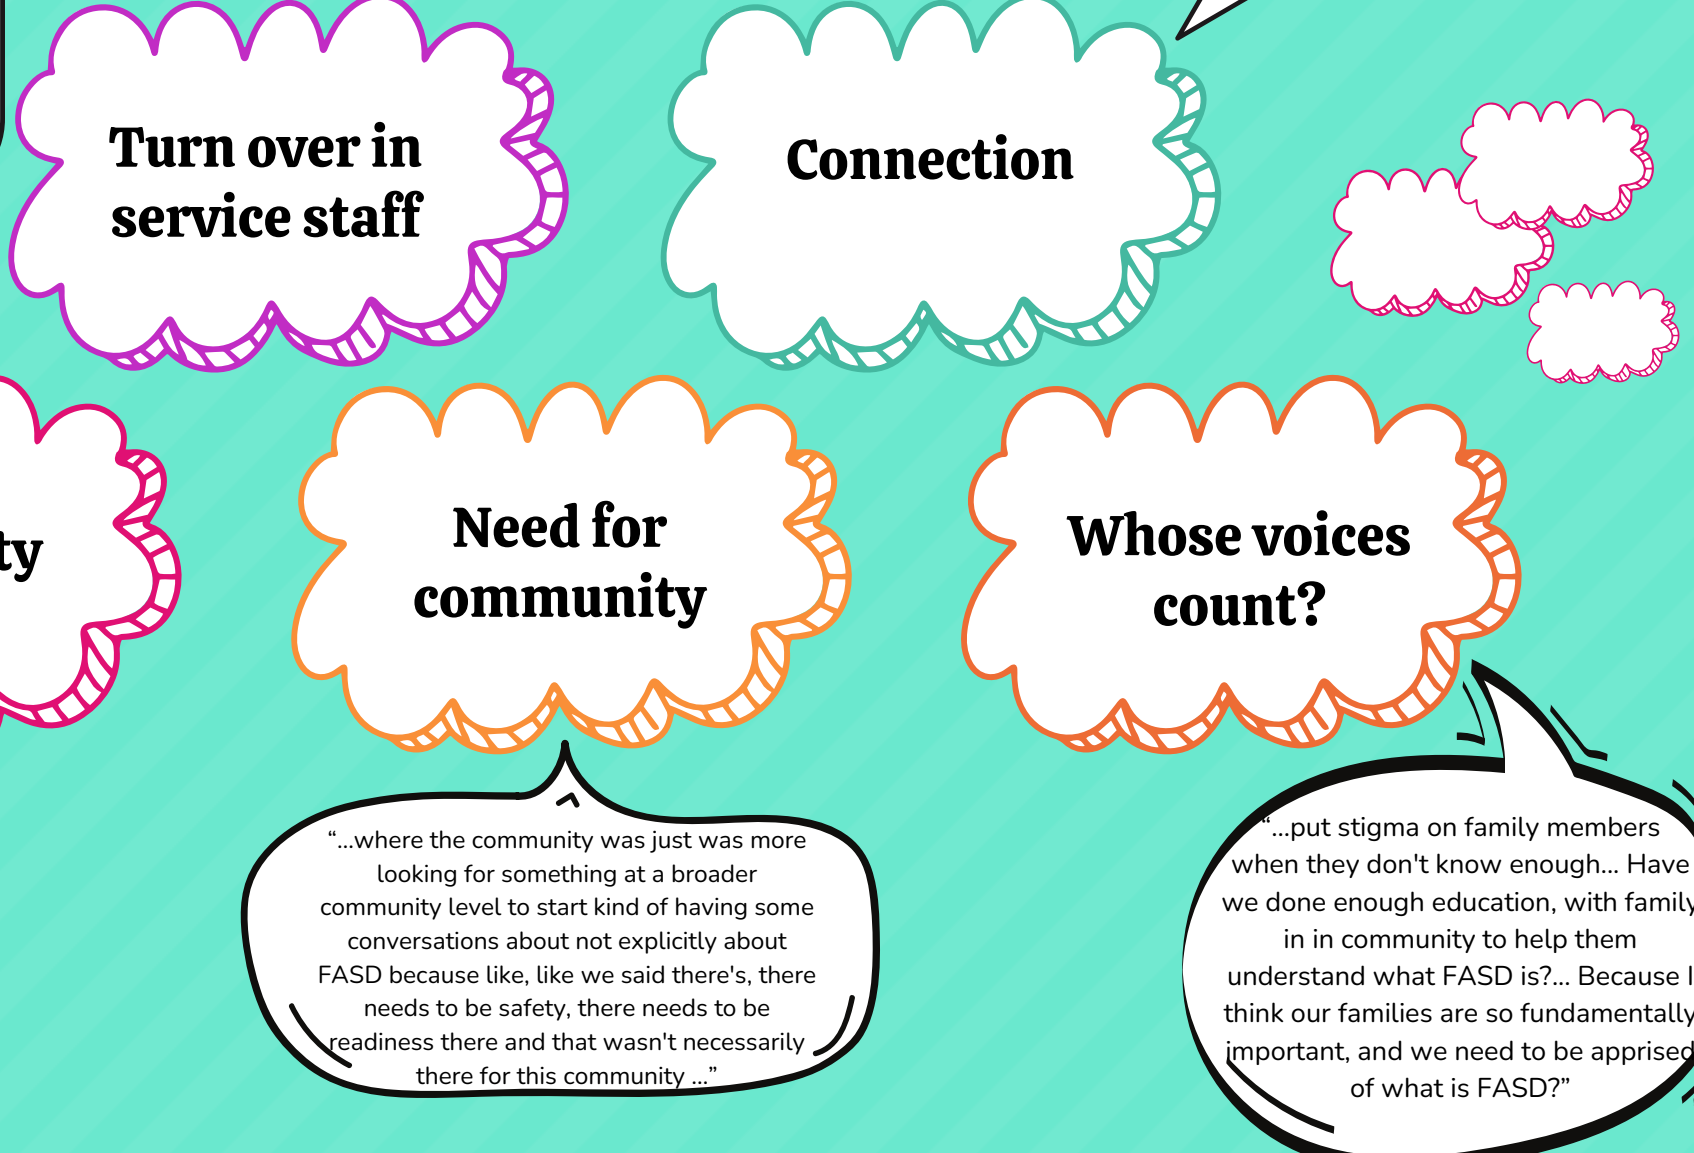 Turn over in
service staff
Connection
ty
Need for
community
Whose voices
count?
“...where the community was just was more
looking for something at a broader
community level to start kind of having some
conversations about not explicitly about
FASD because like, like we said there's, there
needs to be safety, there needs to be
readiness there and that wasn't necessarily
there for this community ...”
“...put stigma on family members
when they don't know enough... Have
we done enough education, with family
in in community to help them
understand what FASD is?... Because I
think our families are so fundamentally
important, and we need to be apprised
of what is FASD?”